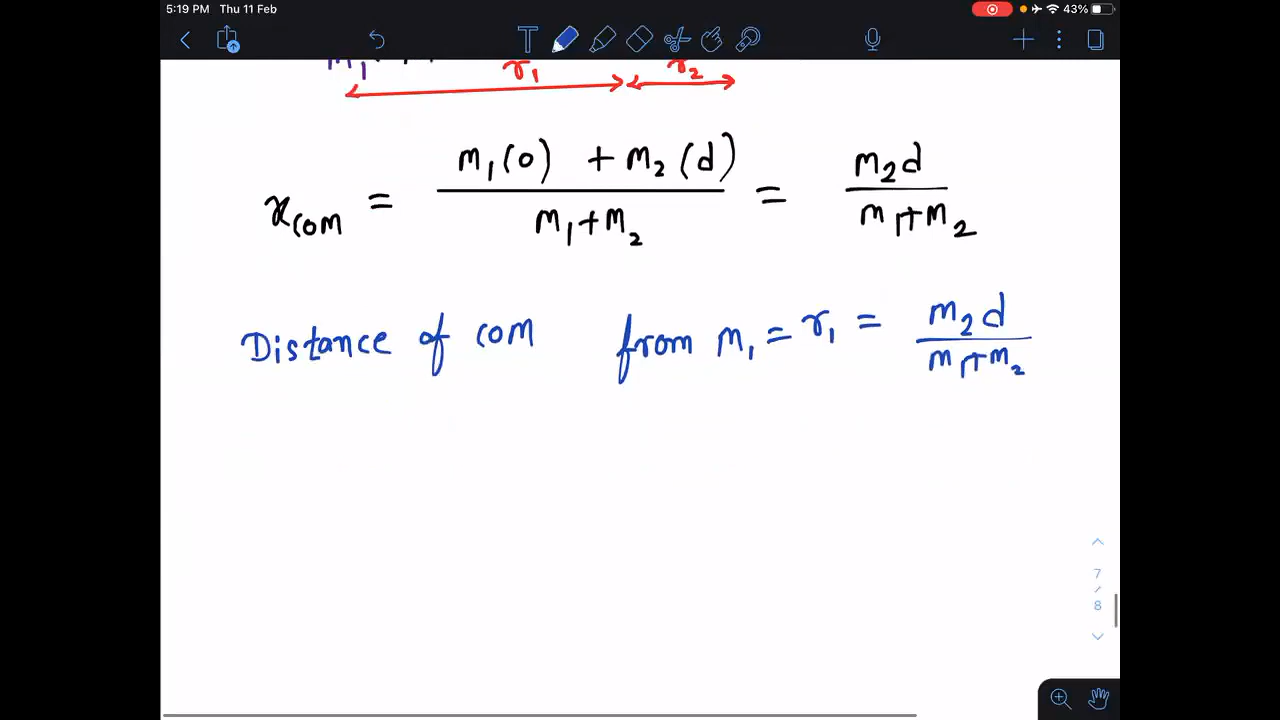 5:19 PM Thu 11 Feb 43%
T
r₁ r₂
x_com = (m₁(0) + m₂(d)) / (m₁+m₂) = m₂d / (m₁+m₂)
Distance of com from m₁ = r₁ = m₂d / (m₁+m₂)
7
/
8